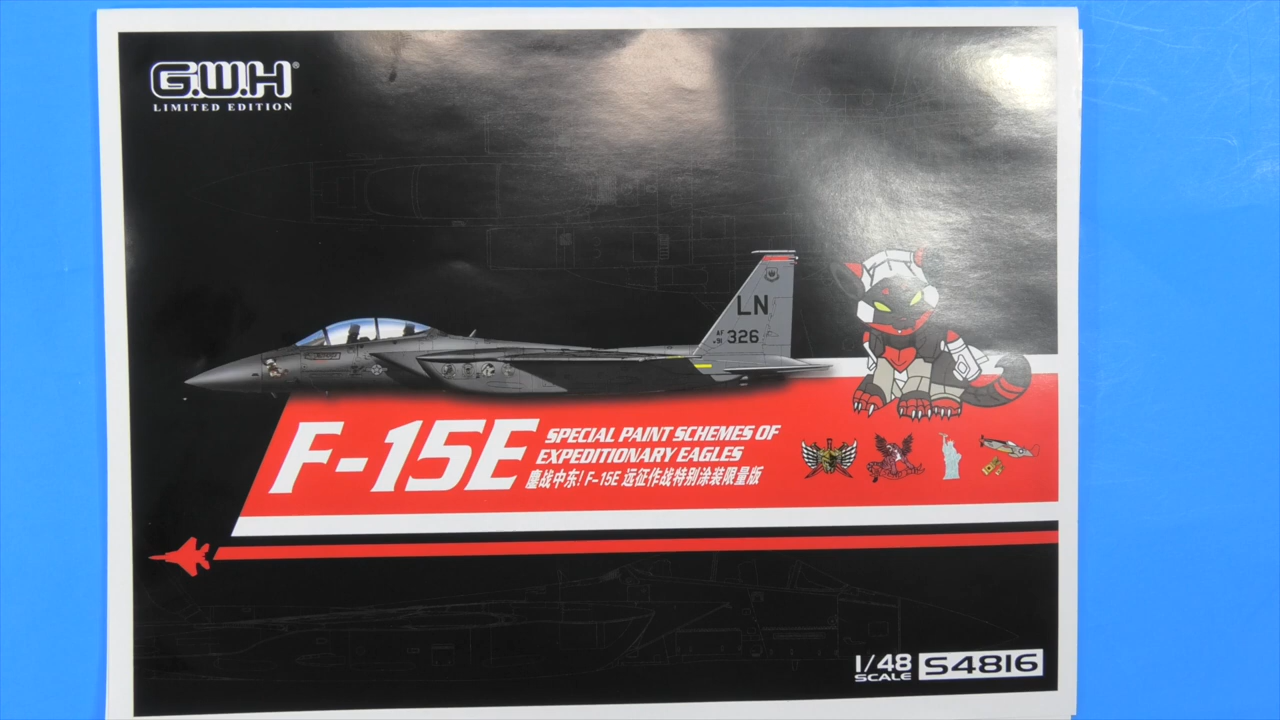 G.W.H®
LIMITED EDITION
LN
AF
91
326
F-15E
SPECIAL PAINT SCHEMES OF
EXPEDITIONARY EAGLES
鏖战中东! F-15E 远征作战特别涂装限量版
1/48
SCALE
S4816